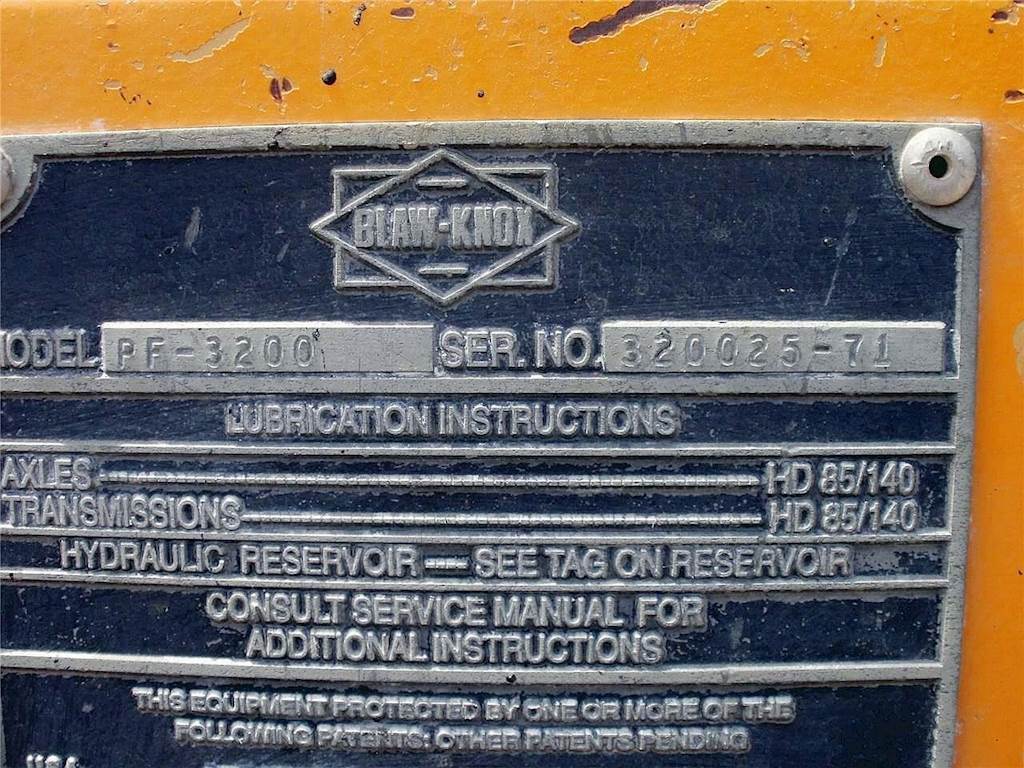 BLAW-KNOX
MODEL PF-3200 SER. NO. 320025-71
LUBRICATION INSTRUCTIONS
AXLES HD 85/140
TRANSMISSIONS HD 85/140
HYDRAULIC RESERVOIR — SEE TAG ON RESERVOIR
CONSULT SERVICE MANUAL FOR
ADDITIONAL INSTRUCTIONS
THIS EQUIPMENT PROTECTED BY ONE OR MORE OF THE
FOLLOWING PATENTS: OTHER PATENTS PENDING
USA